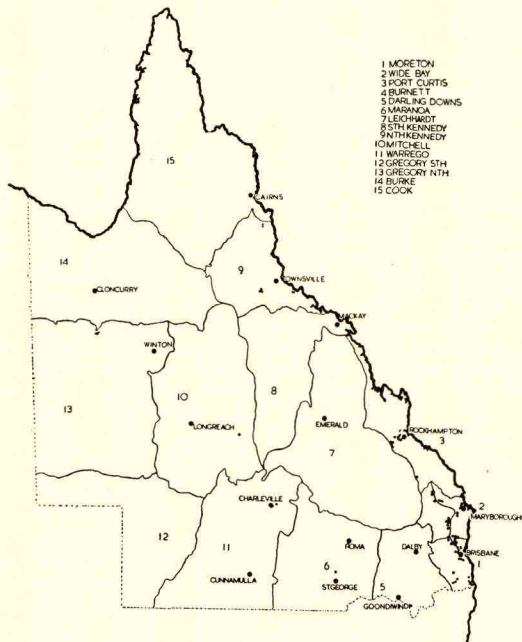 1 MORETON
2 WIDE BAY
3 PORT CURTIS
4 BURNETT
5 DARLING DOWNS
6 MARANOA
7 LEICHHARDT
8 STH KENNEDY
9 NTH KENNEDY
10 MITCHELL
11 WARREGO
12 GREGORY STH
13 GREGORY NTH
14 BURKE
15 COOK
15
CAIRNS
14
9
TOWNSVILLE
CLONCURRY
4
MACKAY
WINTON
13
10
8
LONGREACH
EMERALD
ROCKHAMPTON
3
7
CHARLEVILLE
2
MARYBOROUGH
12
11
ROMA
DALBY
BRISBANE
6
1
CUNNAMULLA
ST.GEORGE
5
GOONDIWINDI